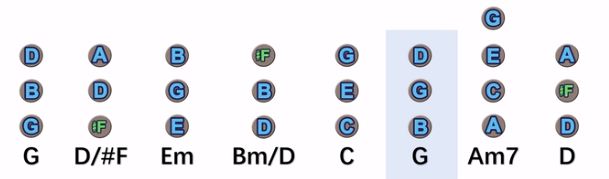 G
D A B #F G D E A
B D G B E G C #F
G #F E D C B A D
G D/#F Em Bm/D C G Am7 D